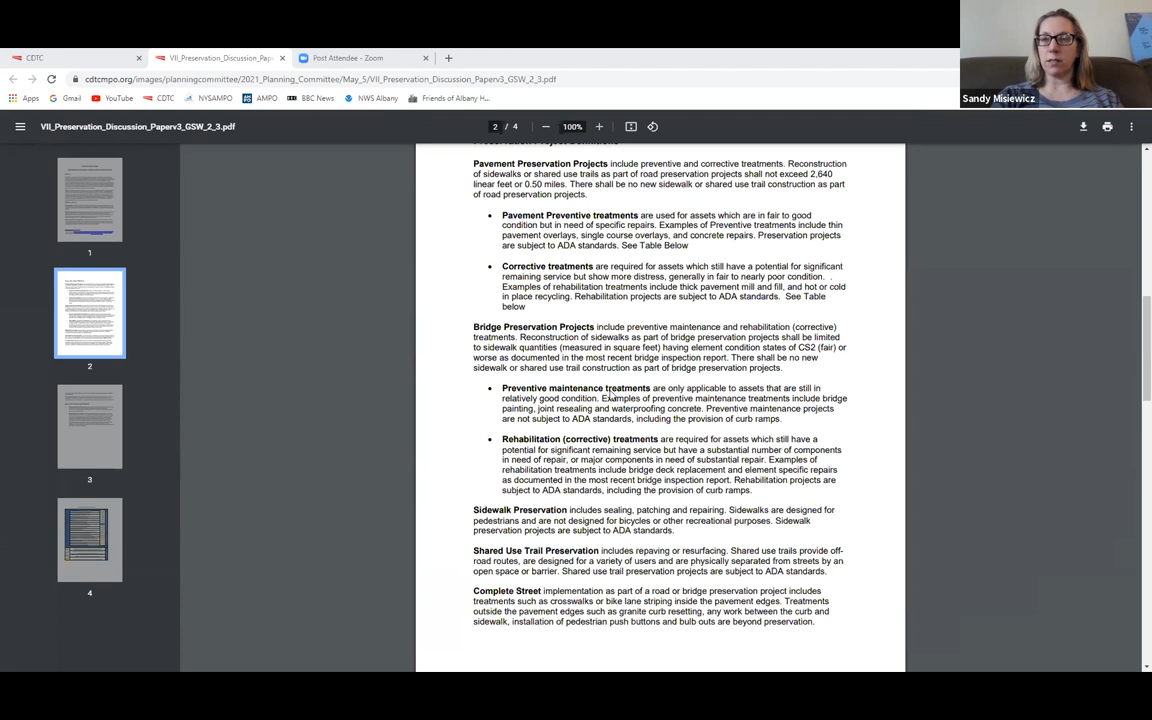 Sandy Misiewicz
CDTC
VII_Preservation_Discussion_Pap
Post Attendee - Zoom
cdtcmpo.org/images/planningcommittee/2021_Planning_Committee/May_5/VII_Preservation_Discussion_Paperv3_GSW_2_3.pdf
Apps
Gmail
YouTube
CDTC
NYSAMPO
AMPO
BBC News
NWS Albany
Friends of Albany H...
VII_Preservation_Discussion_Paperv3_GSW_2_3.pdf
2 / 4
100%
1
2
3
4
Preservation Project Definitions
Pavement Preservation Projects include preventive and corrective treatments. Reconstruction
of sidewalks or shared use trails as part of road preservation projects shall not exceed 2,640
linear feet or 0.50 miles. There shall be no new sidewalk or shared use trail construction as part
of road preservation projects.
• Pavement Preventive treatments are used for assets which are in fair to good
condition but in need of specific repairs. Examples of Preventive treatments include thin
pavement overlays, single course overlays, and concrete repairs. Preservation projects
are subject to ADA standards. See Table Below
• Corrective treatments are required for assets which still have a potential for significant
remaining service but show more distress, generally in fair to nearly poor condition. .
Examples of rehabilitation treatments include thick pavement mill and fill, and hot or cold
in place recycling. Rehabilitation projects are subject to ADA standards. See Table
below
Bridge Preservation Projects include preventive maintenance and rehabilitation (corrective)
treatments. Reconstruction of sidewalks as part of bridge preservation projects shall be limited
to sidewalk quantities (measured in square feet) having element condition states of CS2 (fair) or
worse as documented in the most recent bridge inspection report. There shall be no new
sidewalk or shared use trail construction as part of bridge preservation projects.
• Preventive maintenance treatments are only applicable to assets that are still in
relatively good condition. Examples of preventive maintenance treatments include bridge
painting, joint resealing and waterproofing concrete. Preventive maintenance projects
are not subject to ADA standards, including the provision of curb ramps.
• Rehabilitation (corrective) treatments are required for assets which still have a
potential for significant remaining service but have a substantial number of components
in need of repair, or major components in need of substantial repair. Examples of
rehabilitation treatments include bridge deck replacement and element specific repairs
as documented in the most recent bridge inspection report. Rehabilitation projects are
subject to ADA standards, including the provision of curb ramps.
Sidewalk Preservation includes sealing, patching and repairing. Sidewalks are designed for
pedestrians and are not designed for bicycles or other recreational purposes. Sidewalk
preservation projects are subject to ADA standards.
Shared Use Trail Preservation includes repaving or resurfacing. Shared use trails provide off-
road routes, are designed for a variety of users and are physically separated from streets by an
open space or barrier. Shared use trail preservation projects are subject to ADA standards.
Complete Street implementation as part of a road or bridge preservation project includes
treatments such as crosswalks or bike lane striping inside the pavement edges. Treatments
outside the pavement edges such as granite curb resetting, any work between the curb and
sidewalk, installation of pedestrian push buttons and bulb outs are beyond preservation.